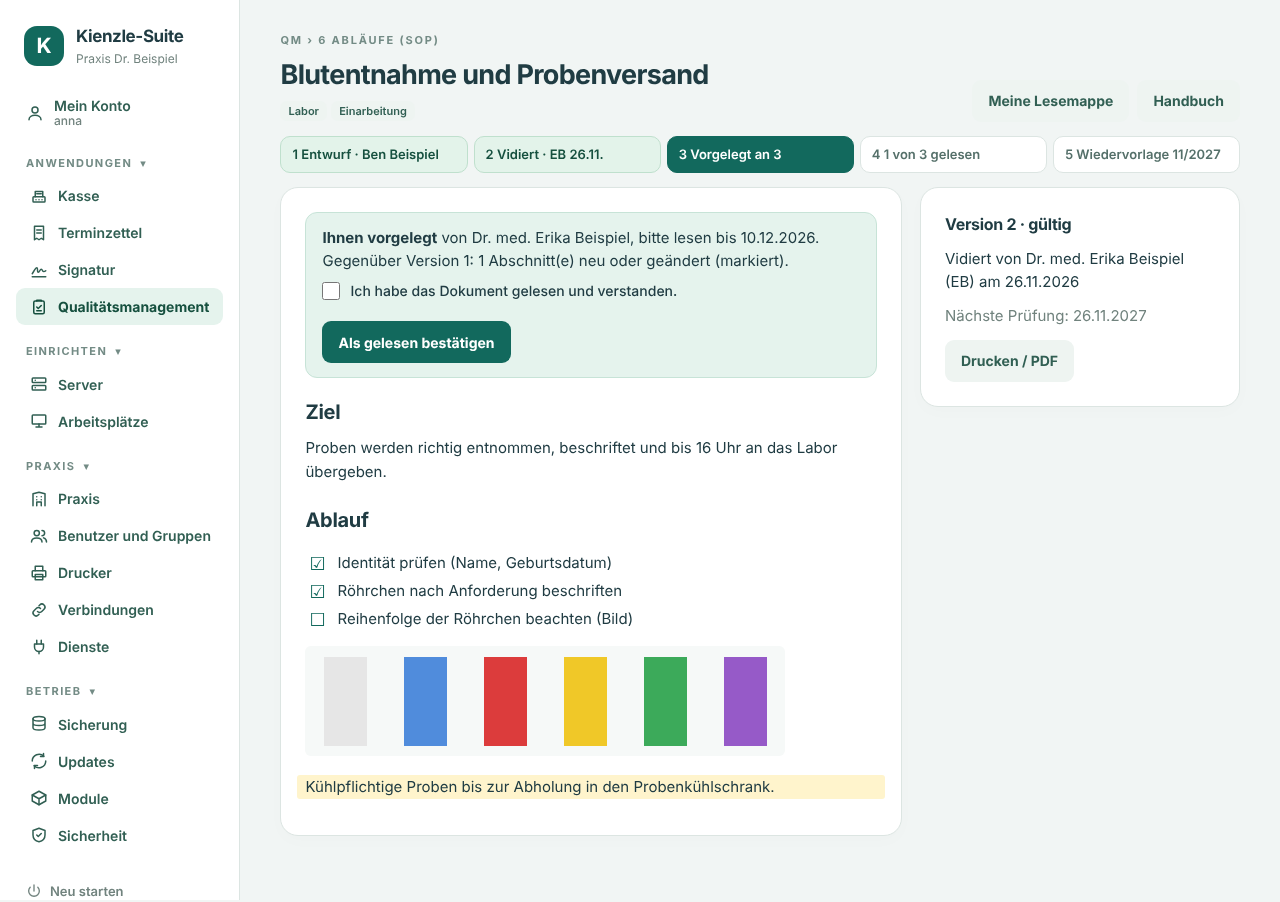 K
Kienzle-Suite
Praxis Dr. Beispiel
Mein Konto
anna
ANWENDUNGEN ▾
Kasse
Terminzettel
Signatur
Qualitätsmanagement
EINRICHTEN ▾
Server
Arbeitsplätze
PRAXIS ▾
Praxis
Benutzer und Gruppen
Drucker
Verbindungen
Dienste
BETRIEB ▾
Sicherung
Updates
Module
Sicherheit
Neu starten
QM › 6 ABLÄUFE (SOP)
Blutentnahme und Probenversand
Labor Einarbeitung
Meine Lesemappe Handbuch
1 Entwurf · Ben Beispiel
2 Vidiert · EB 26.11.
3 Vorgelegt an 3
4 1 von 3 gelesen
5 Wiedervorlage 11/2027
Ihnen vorgelegt von Dr. med. Erika Beispiel, bitte lesen bis 10.12.2026.
Gegenüber Version 1: 1 Abschnitt(e) neu oder geändert (markiert).
Ich habe das Dokument gelesen und verstanden.
Als gelesen bestätigen
Ziel
Proben werden richtig entnommen, beschriftet und bis 16 Uhr an das Labor
übergeben.
Ablauf
☑ Identität prüfen (Name, Geburtsdatum)
☑ Röhrchen nach Anforderung beschriften
☐ Reihenfolge der Röhrchen beachten (Bild)
Kühlpflichtige Proben bis zur Abholung in den Probenkühlschrank.
Version 2 · gültig
Vidiert von Dr. med. Erika Beispiel
(EB) am 26.11.2026
Nächste Prüfung: 26.11.2027
Drucken / PDF